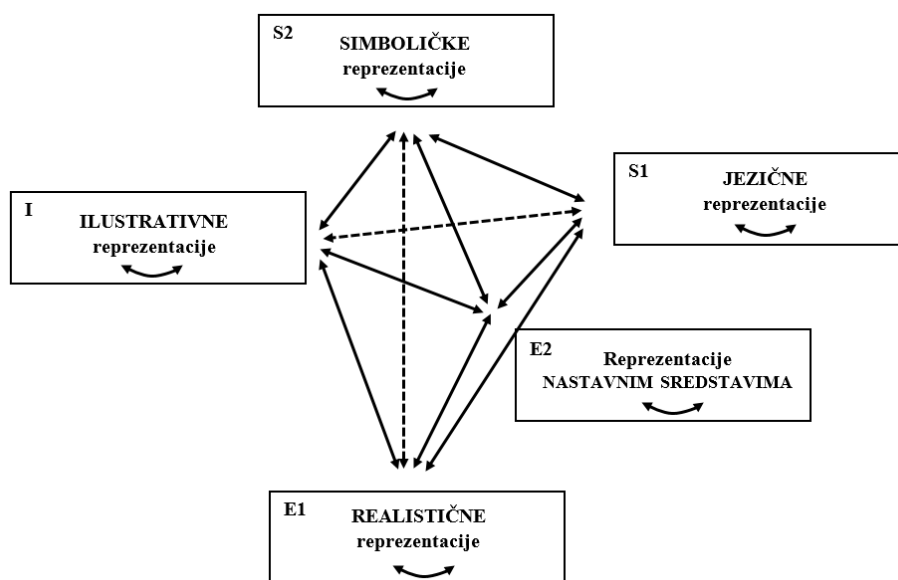 S2
SIMBOLIČKE
reprezentacije
S1
JEZIČNE
reprezentacije
I
ILUSTRATIVNE
reprezentacije
E2
Reprezentacije
NASTAVNIM SREDSTAVIMA
E1
REALISTIČNE
reprezentacije